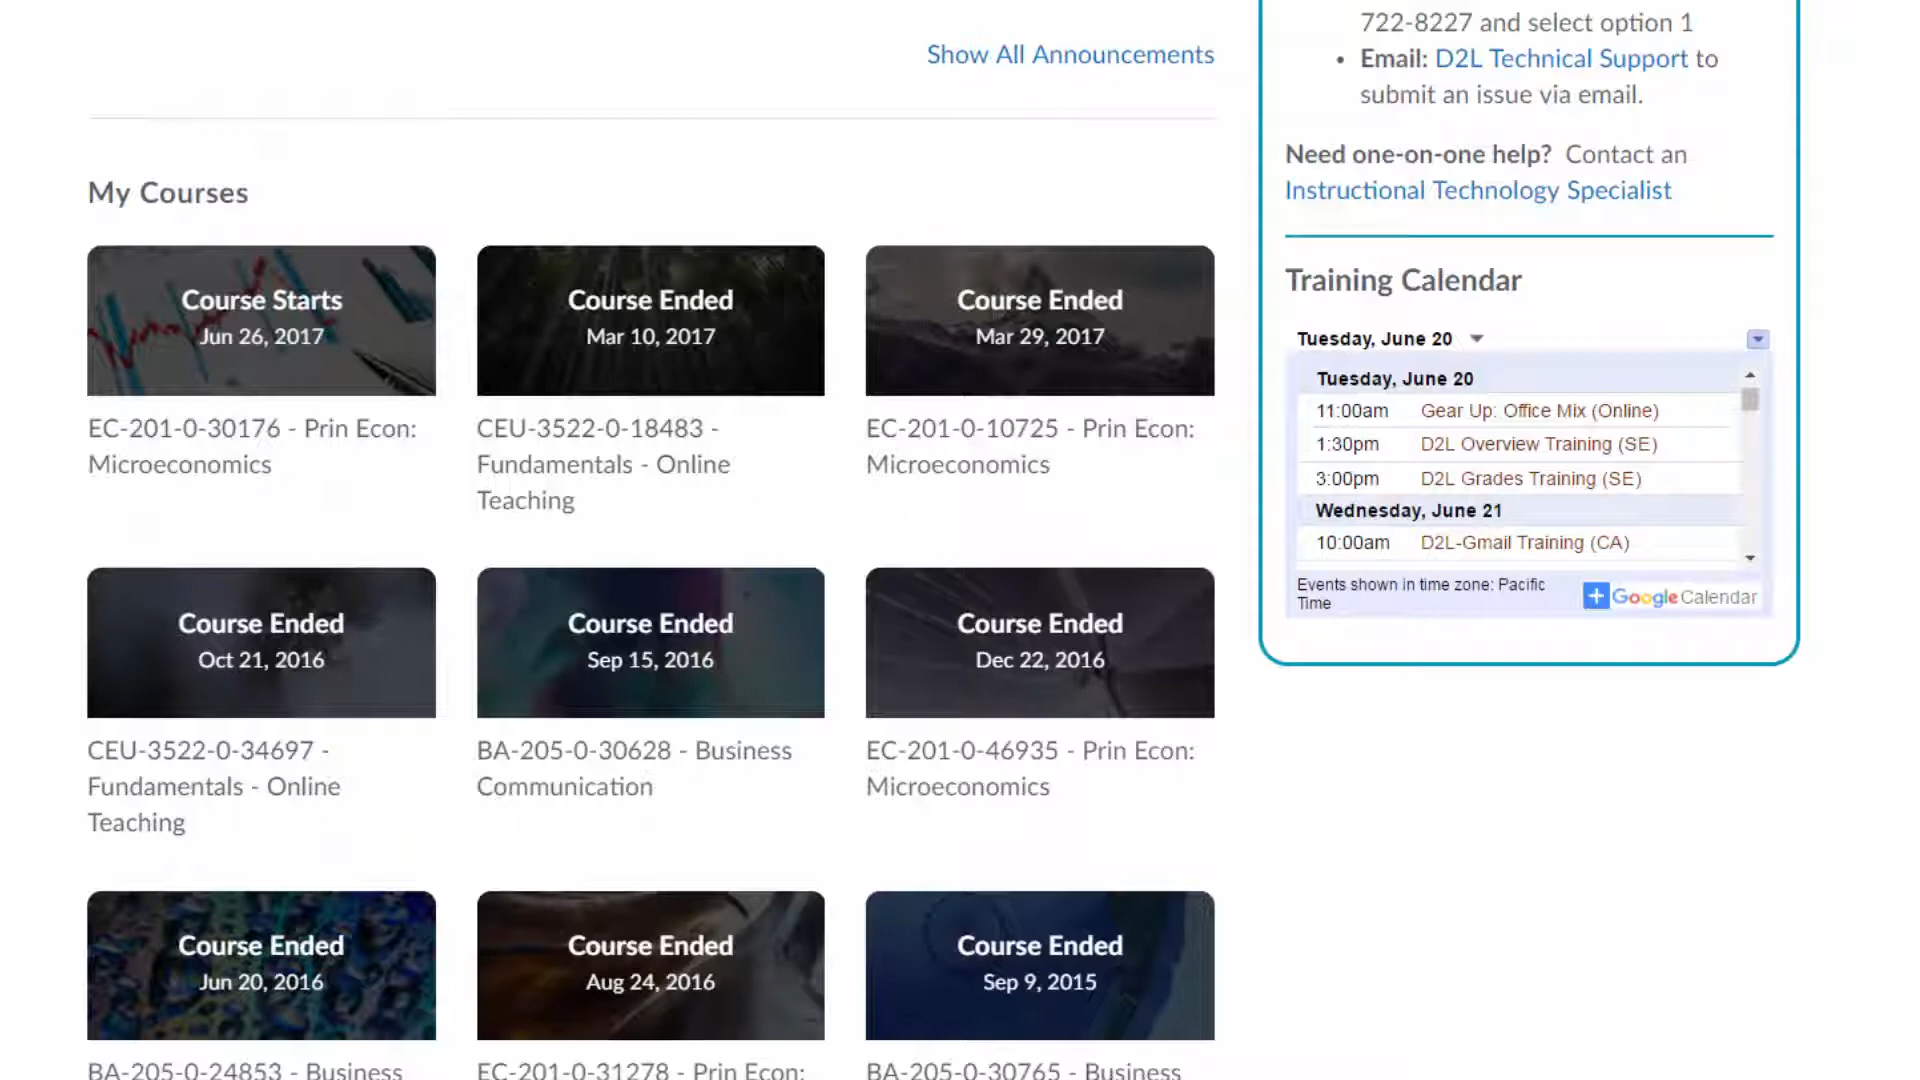 Show All Announcements
My Courses
Course Starts
Jun 26, 2017
EC-201-0-30176 - Prin Econ:
Microeconomics
Course Ended
Mar 10, 2017
CEU-3522-0-18483 -
Fundamentals - Online
Teaching
Course Ended
Mar 29, 2017
EC-201-0-10725 - Prin Econ:
Microeconomics
Course Ended
Oct 21, 2016
CEU-3522-0-34697 -
Fundamentals - Online
Teaching
Course Ended
Sep 15, 2016
BA-205-0-30628 - Business
Communication
Course Ended
Dec 22, 2016
EC-201-0-46935 - Prin Econ:
Microeconomics
Course Ended
Jun 20, 2016
BA-205-0-24853 - Business
Course Ended
Aug 24, 2016
EC-201-0-31278 - Prin Econ:
Course Ended
Sep 9, 2015
BA-205-0-30765 - Business
722-8227 and select option 1
• Email: D2L Technical Support to
submit an issue via email.
Need one-on-one help? Contact an
Instructional Technology Specialist
Training Calendar
Tuesday, June 20
Tuesday, June 20
11:00am Gear Up: Office Mix (Online)
1:30pm D2L Overview Training (SE)
3:00pm D2L Grades Training (SE)
Wednesday, June 21
10:00am D2L-Gmail Training (CA)
Events shown in time zone: Pacific
Time
Google Calendar